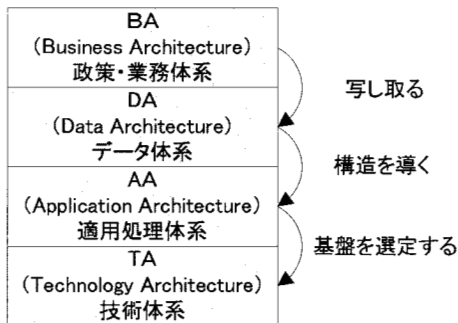 BA
(Business Architecture)
政策・業務体系
DA
(Data Architecture)
データ体系
AA
(Application Architecture)
適用処理体系
TA
(Technology Architecture)
技術体系
写し取る
構造を導く
基盤を選定する